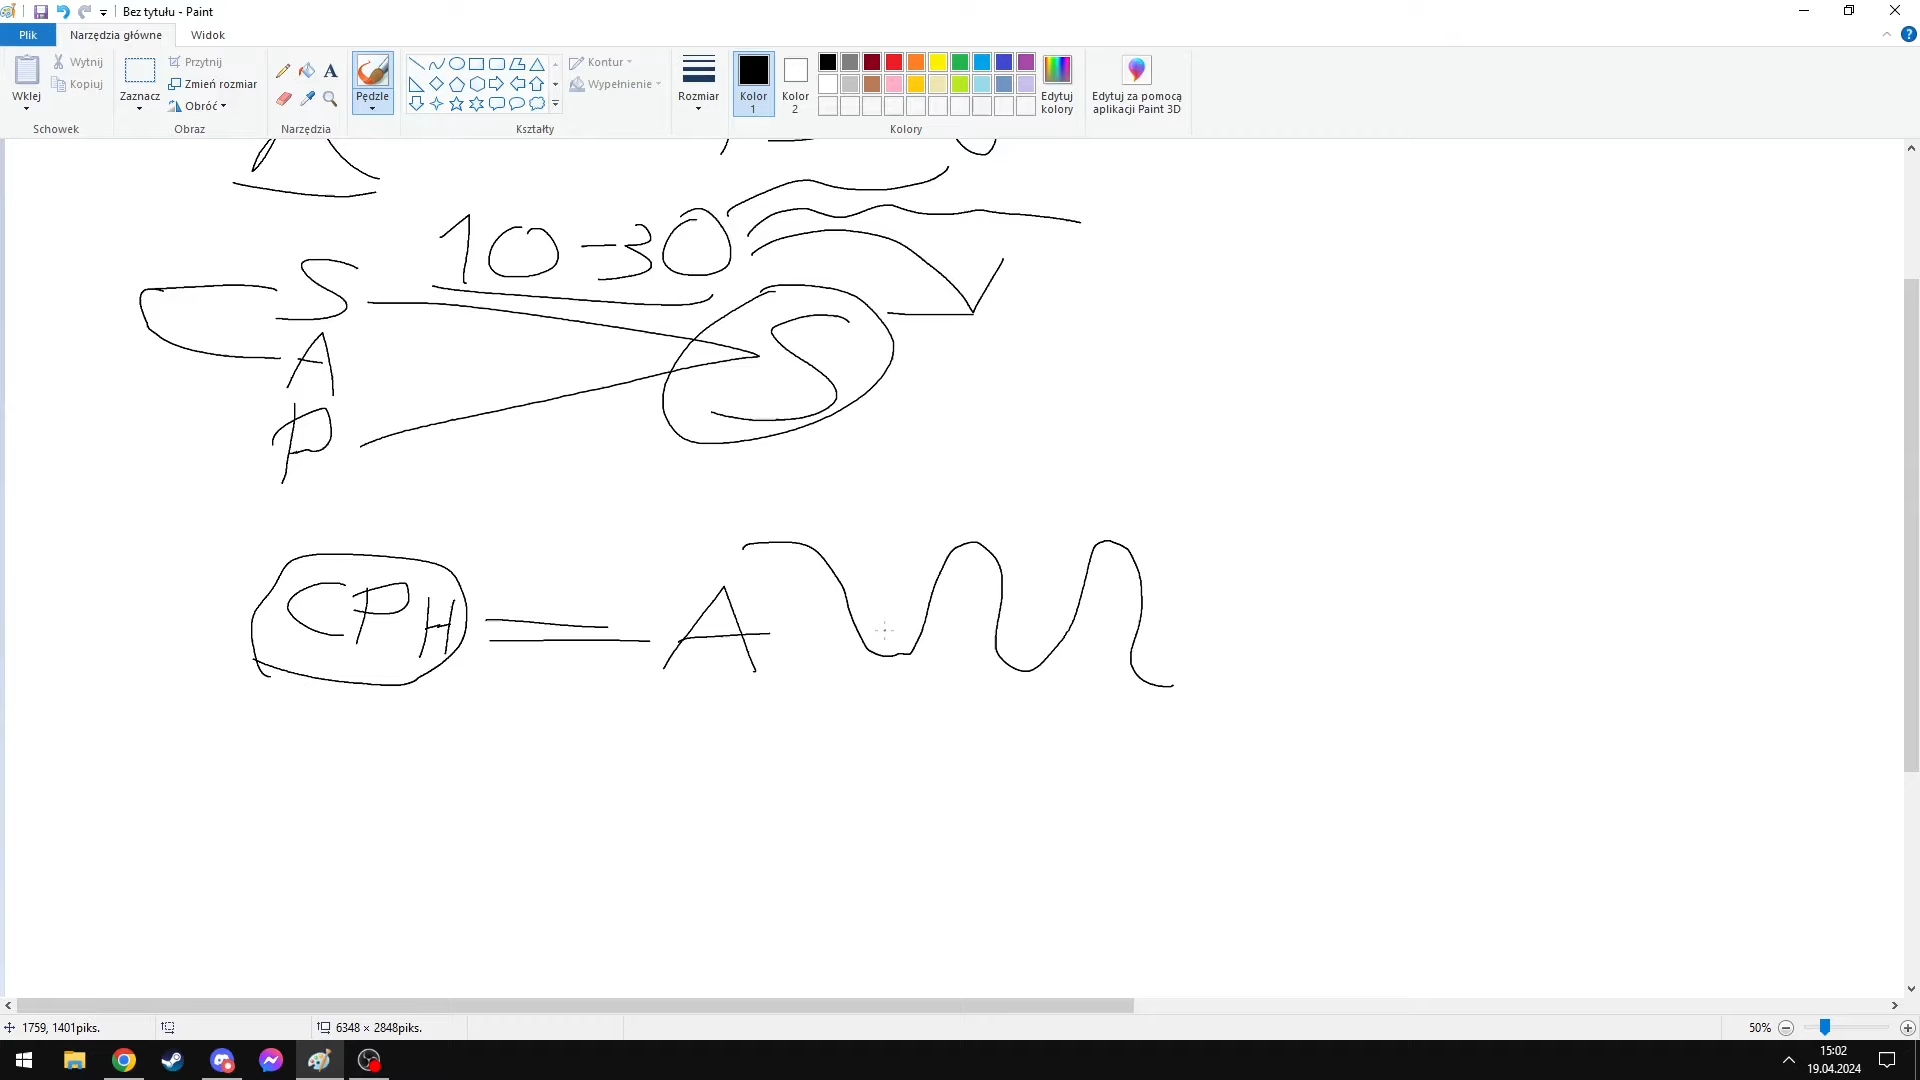 Bez tytułu - Paint
Plik Narzędzia główne Widok
Wklej
Wytnij
Kopiuj
Schowek
Zaznacz
Przytnij
Zmień rozmiar
Obróć
Obraz
A
Narzędzia
Pędzle
Kontur
Wypełnienie
Kształty
Rozmiar
Kolor 1
Kolor 2
Edytuj kolory
Kolory
Edytuj za pomocą aplikacji Paint 3D
10-30
S
A
P
S
CPH = A
1759, 1401piks.
6348 × 2848piks.
50%
15:02
19.04.2024